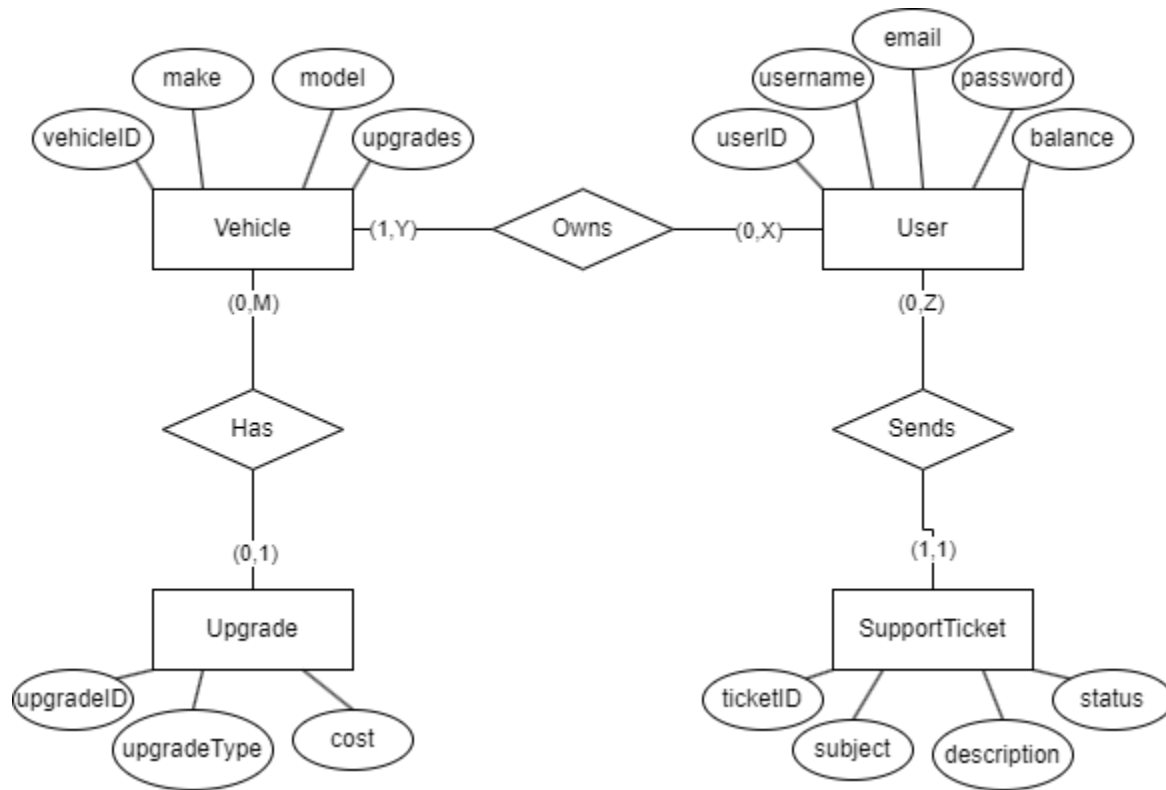 email
make
model
username
password
vehicleID
upgrades
userID
balance
Vehicle
(1,Y)
Owns
(0,X)
User
(0,M)
(0,Z)
Has
Sends
(0,1)
(1,1)
Upgrade
SupportTicket
upgradeID
ticketID
status
upgradeType
cost
subject
description